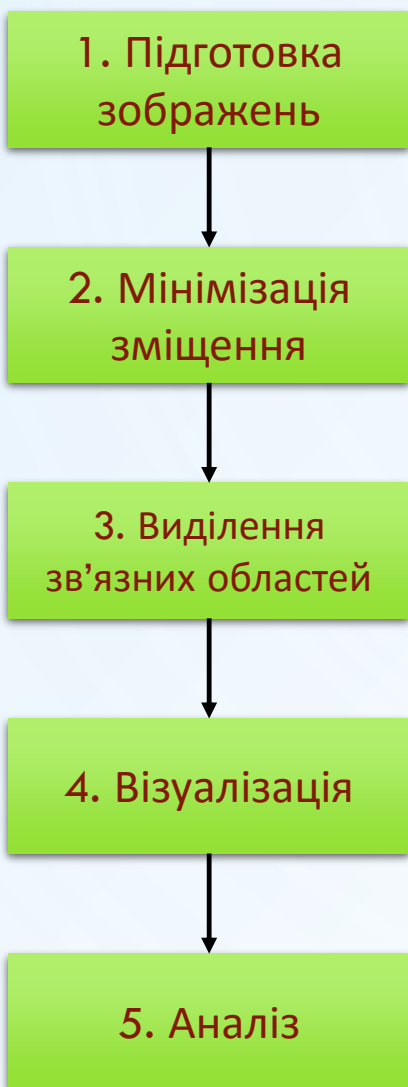 1. Підготовка
зображень
2. Мінімізація
зміщення
3. Виділення
зв’язних областей
4. Візуалізація
5. Аналіз